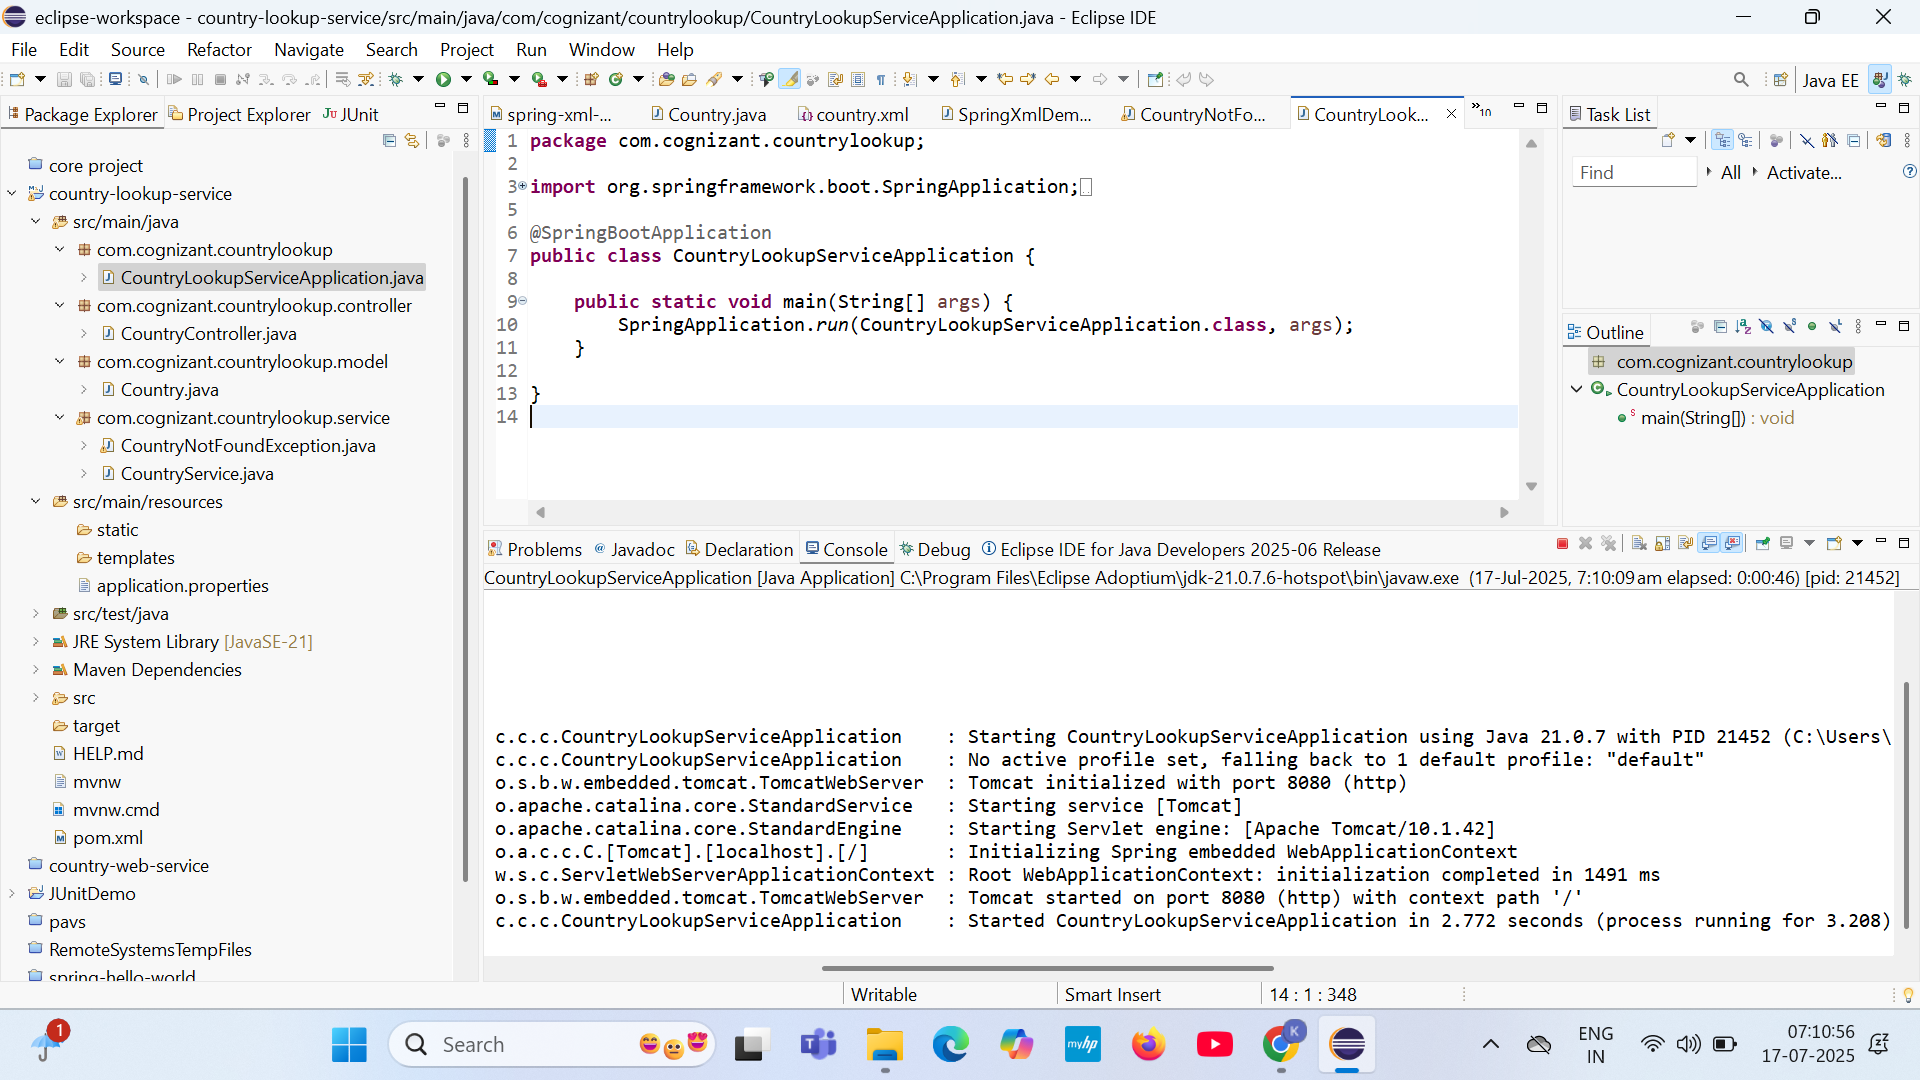 eclipse-workspace - country-lookup-service/src/main/java/com/cognizant/countrylookup/CountryLookupServiceApplication.java - Eclipse IDE
File Edit Source Refactor Navigate Search Project Run Window Help
Java EE
Package Explorer Project Explorer JUnit
core project
country-lookup-service
src/main/java
com.cognizant.countrylookup
CountryLookupServiceApplication.java
com.cognizant.countrylookup.controller
CountryController.java
com.cognizant.countrylookup.model
Country.java
com.cognizant.countrylookup.service
CountryNotFoundException.java
CountryService.java
src/main/resources
static
templates
application.properties
src/test/java
JRE System Library [JavaSE-21]
Maven Dependencies
src
target
HELP.md
mvnw
mvnw.cmd
pom.xml
country-web-service
JUnitDemo
pavs
RemoteSystemsTempFiles
spring-hello-world
spring-xml-... Country.java country.xml SpringXmlDem... CountryNotFo... CountryLook... »10
1 package com.cognizant.countrylookup;
2
3 import org.springframework.boot.SpringApplication;
5
6 @SpringBootApplication
7 public class CountryLookupServiceApplication {
8
9 public static void main(String[] args) {
10 SpringApplication.run(CountryLookupServiceApplication.class, args);
11 }
12
13 }
14
Task List
Find All Activate...
Outline
com.cognizant.countrylookup
CountryLookupServiceApplication
main(String[]) : void
Problems Javadoc Declaration Console Debug Eclipse IDE for Java Developers 2025-06 Release
CountryLookupServiceApplication [Java Application] C:\Program Files\Eclipse Adoptium\jdk-21.0.7.6-hotspot\bin\javaw.exe (17-Jul-2025, 7:10:09 am elapsed: 0:00:46) [pid: 21452]
c.c.c.CountryLookupServiceApplication : Starting CountryLookupServiceApplication using Java 21.0.7 with PID 21452 (C:\Users\
c.c.c.CountryLookupServiceApplication : No active profile set, falling back to 1 default profile: "default"
o.s.b.w.embedded.tomcat.TomcatWebServer : Tomcat initialized with port 8080 (http)
o.apache.catalina.core.StandardService : Starting service [Tomcat]
o.apache.catalina.core.StandardEngine : Starting Servlet engine: [Apache Tomcat/10.1.42]
o.a.c.c.C.[Tomcat].[localhost].[/] : Initializing Spring embedded WebApplicationContext
w.s.c.ServletWebServerApplicationContext : Root WebApplicationContext: initialization completed in 1491 ms
o.s.b.w.embedded.tomcat.TomcatWebServer : Tomcat started on port 8080 (http) with context path '/'
c.c.c.CountryLookupServiceApplication : Started CountryLookupServiceApplication in 2.772 seconds (process running for 3.208)
Writable Smart Insert 14 : 1 : 348
1
Search
myhp
K
ENG
IN
07:10:56
17-07-2025